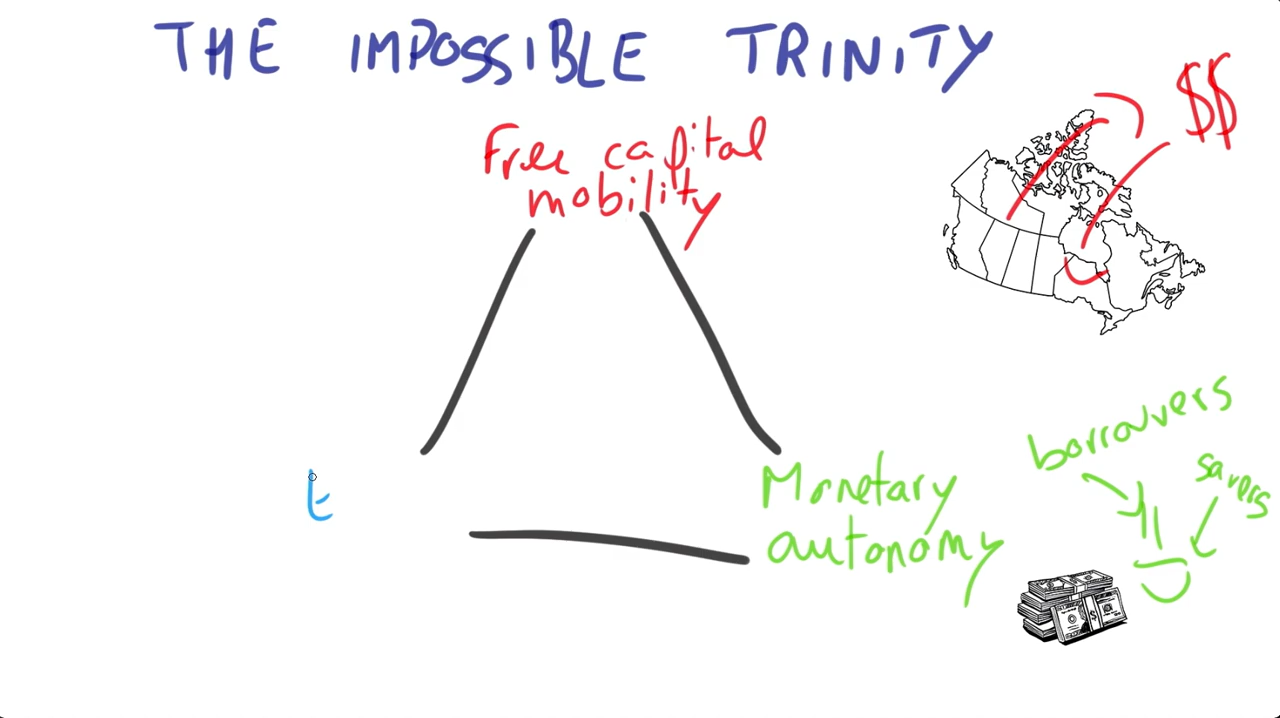 THE IMPOSSIBLE TRINITY
$$
Free capital
mobility
borrowers
savers
Monetary
autonomy
E